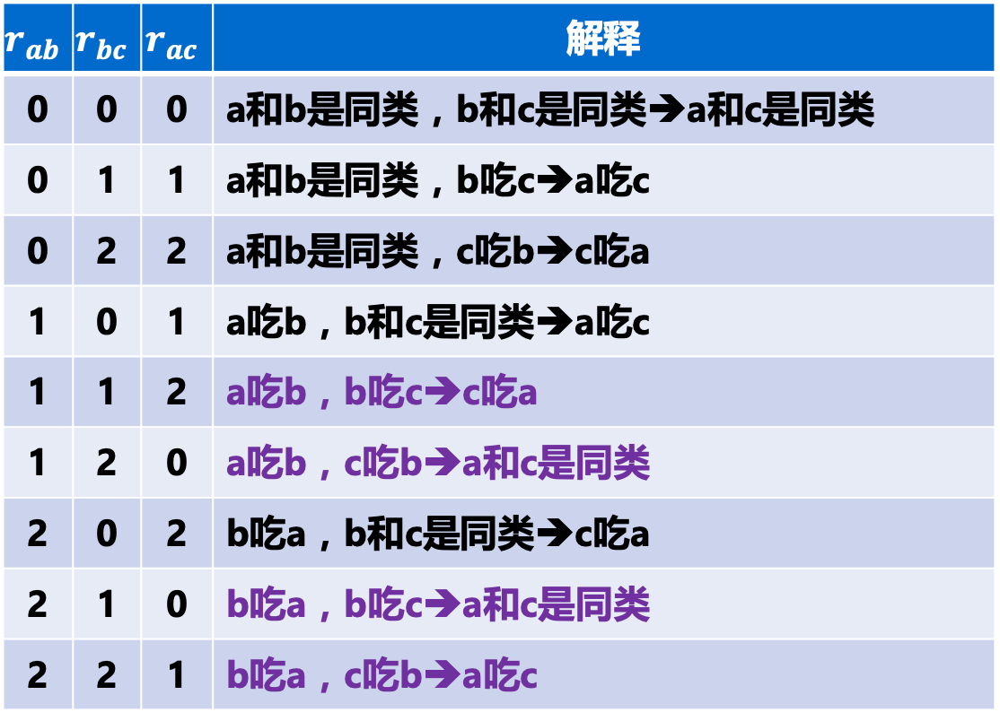 r_ab r_bc r_ac 解释
0 0 0 a和b是同类，b和c是同类➔a和c是同类
0 1 1 a和b是同类，b吃c➔a吃c
0 2 2 a和b是同类，c吃b➔c吃a
1 0 1 a吃b，b和c是同类➔a吃c
1 1 2 a吃b，b吃c➔c吃a
1 2 0 a吃b，c吃b➔a和c是同类
2 0 2 b吃a，b和c是同类➔c吃a
2 1 0 b吃a，b吃c➔a和c是同类
2 2 1 b吃a，c吃b➔a吃c